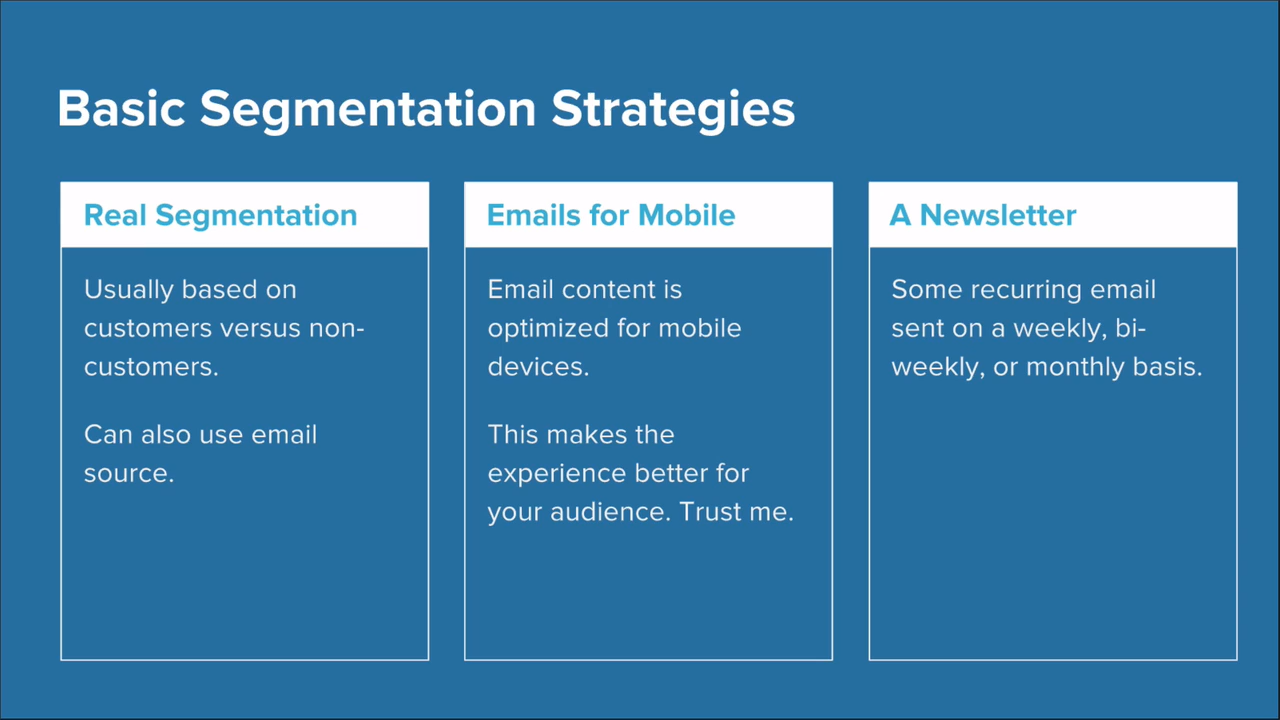 Basic Segmentation Strategies
Real Segmentation
Usually based on
customers versus non-
customers.
Can also use email
source.
Emails for Mobile
Email content is
optimized for mobile
devices.
This makes the
experience better for
your audience. Trust me.
A Newsletter
Some recurring email
sent on a weekly, bi-
weekly, or monthly basis.